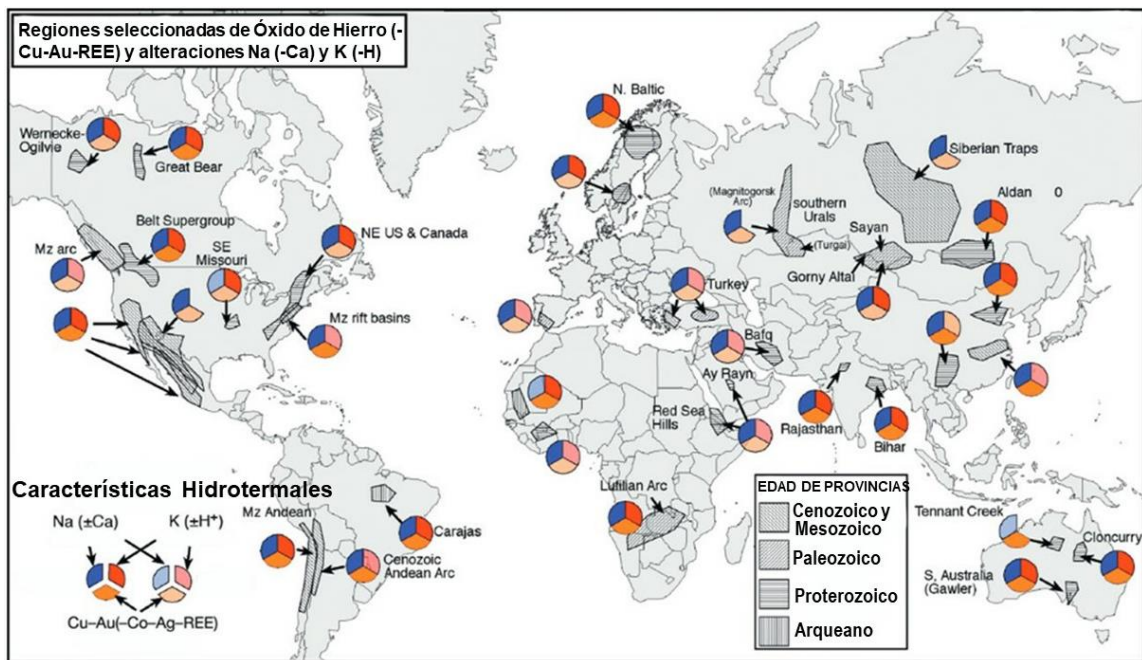 Regiones seleccionadas de Óxido de Hierro (-
Cu-Au-REE) y alteraciones Na (-Ca) y K (-H)
N. Baltic
Wernecke-
Ogilvie
Great Bear
Siberian Traps
Aldan
O
Belt Supergroup
SE
Missouri
NE US & Canada
Mz arc
(Magnitogorsk
Arc)
southern
Urals
(Turgai)
Sayan
Gorny Altai
Turkey
Mz rift basins
Bafq
Ay Rayn
Red Sea
Hills
Rajasthan
Bihar
Lufilian Arc
Carajas
Mz Andean
Cenozoic
Andean Arc
Tennant Creek
Cloncurry
S, Australia
(Gawler)
Características Hidrotermales
Na (±Ca)
K (±H⁺)
Cu–Au(–Co–Ag–REE)
EDAD DE PROVINCIAS
Cenozoico y
Mesozoico
Paleozoico
Proterozoico
Arqueano